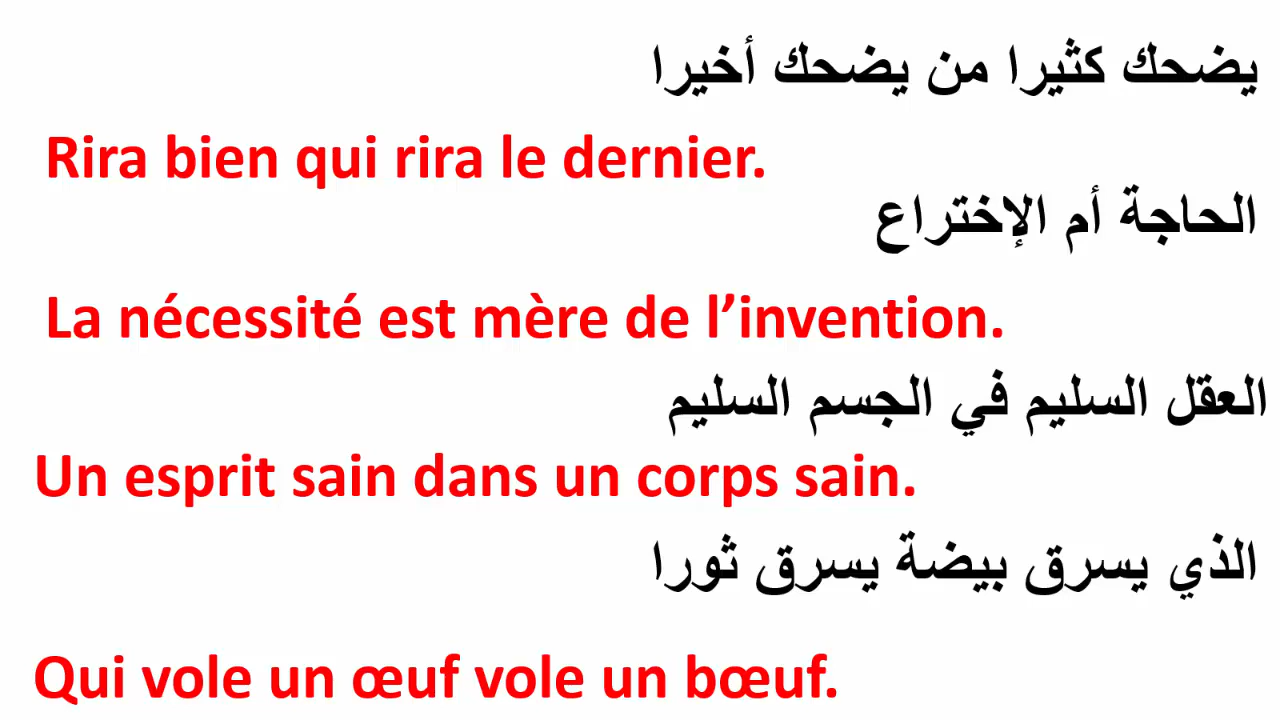 يضحك كثيرا من يضحك أخيرا
Rira bien qui rira le dernier.
الحاجة أم الإختراع
La nécessité est mère de l’invention.
العقل السليم في الجسم السليم
Un esprit sain dans un corps sain.
الذي يسرق بيضة يسرق ثورا
Qui vole un œuf vole un bœuf.